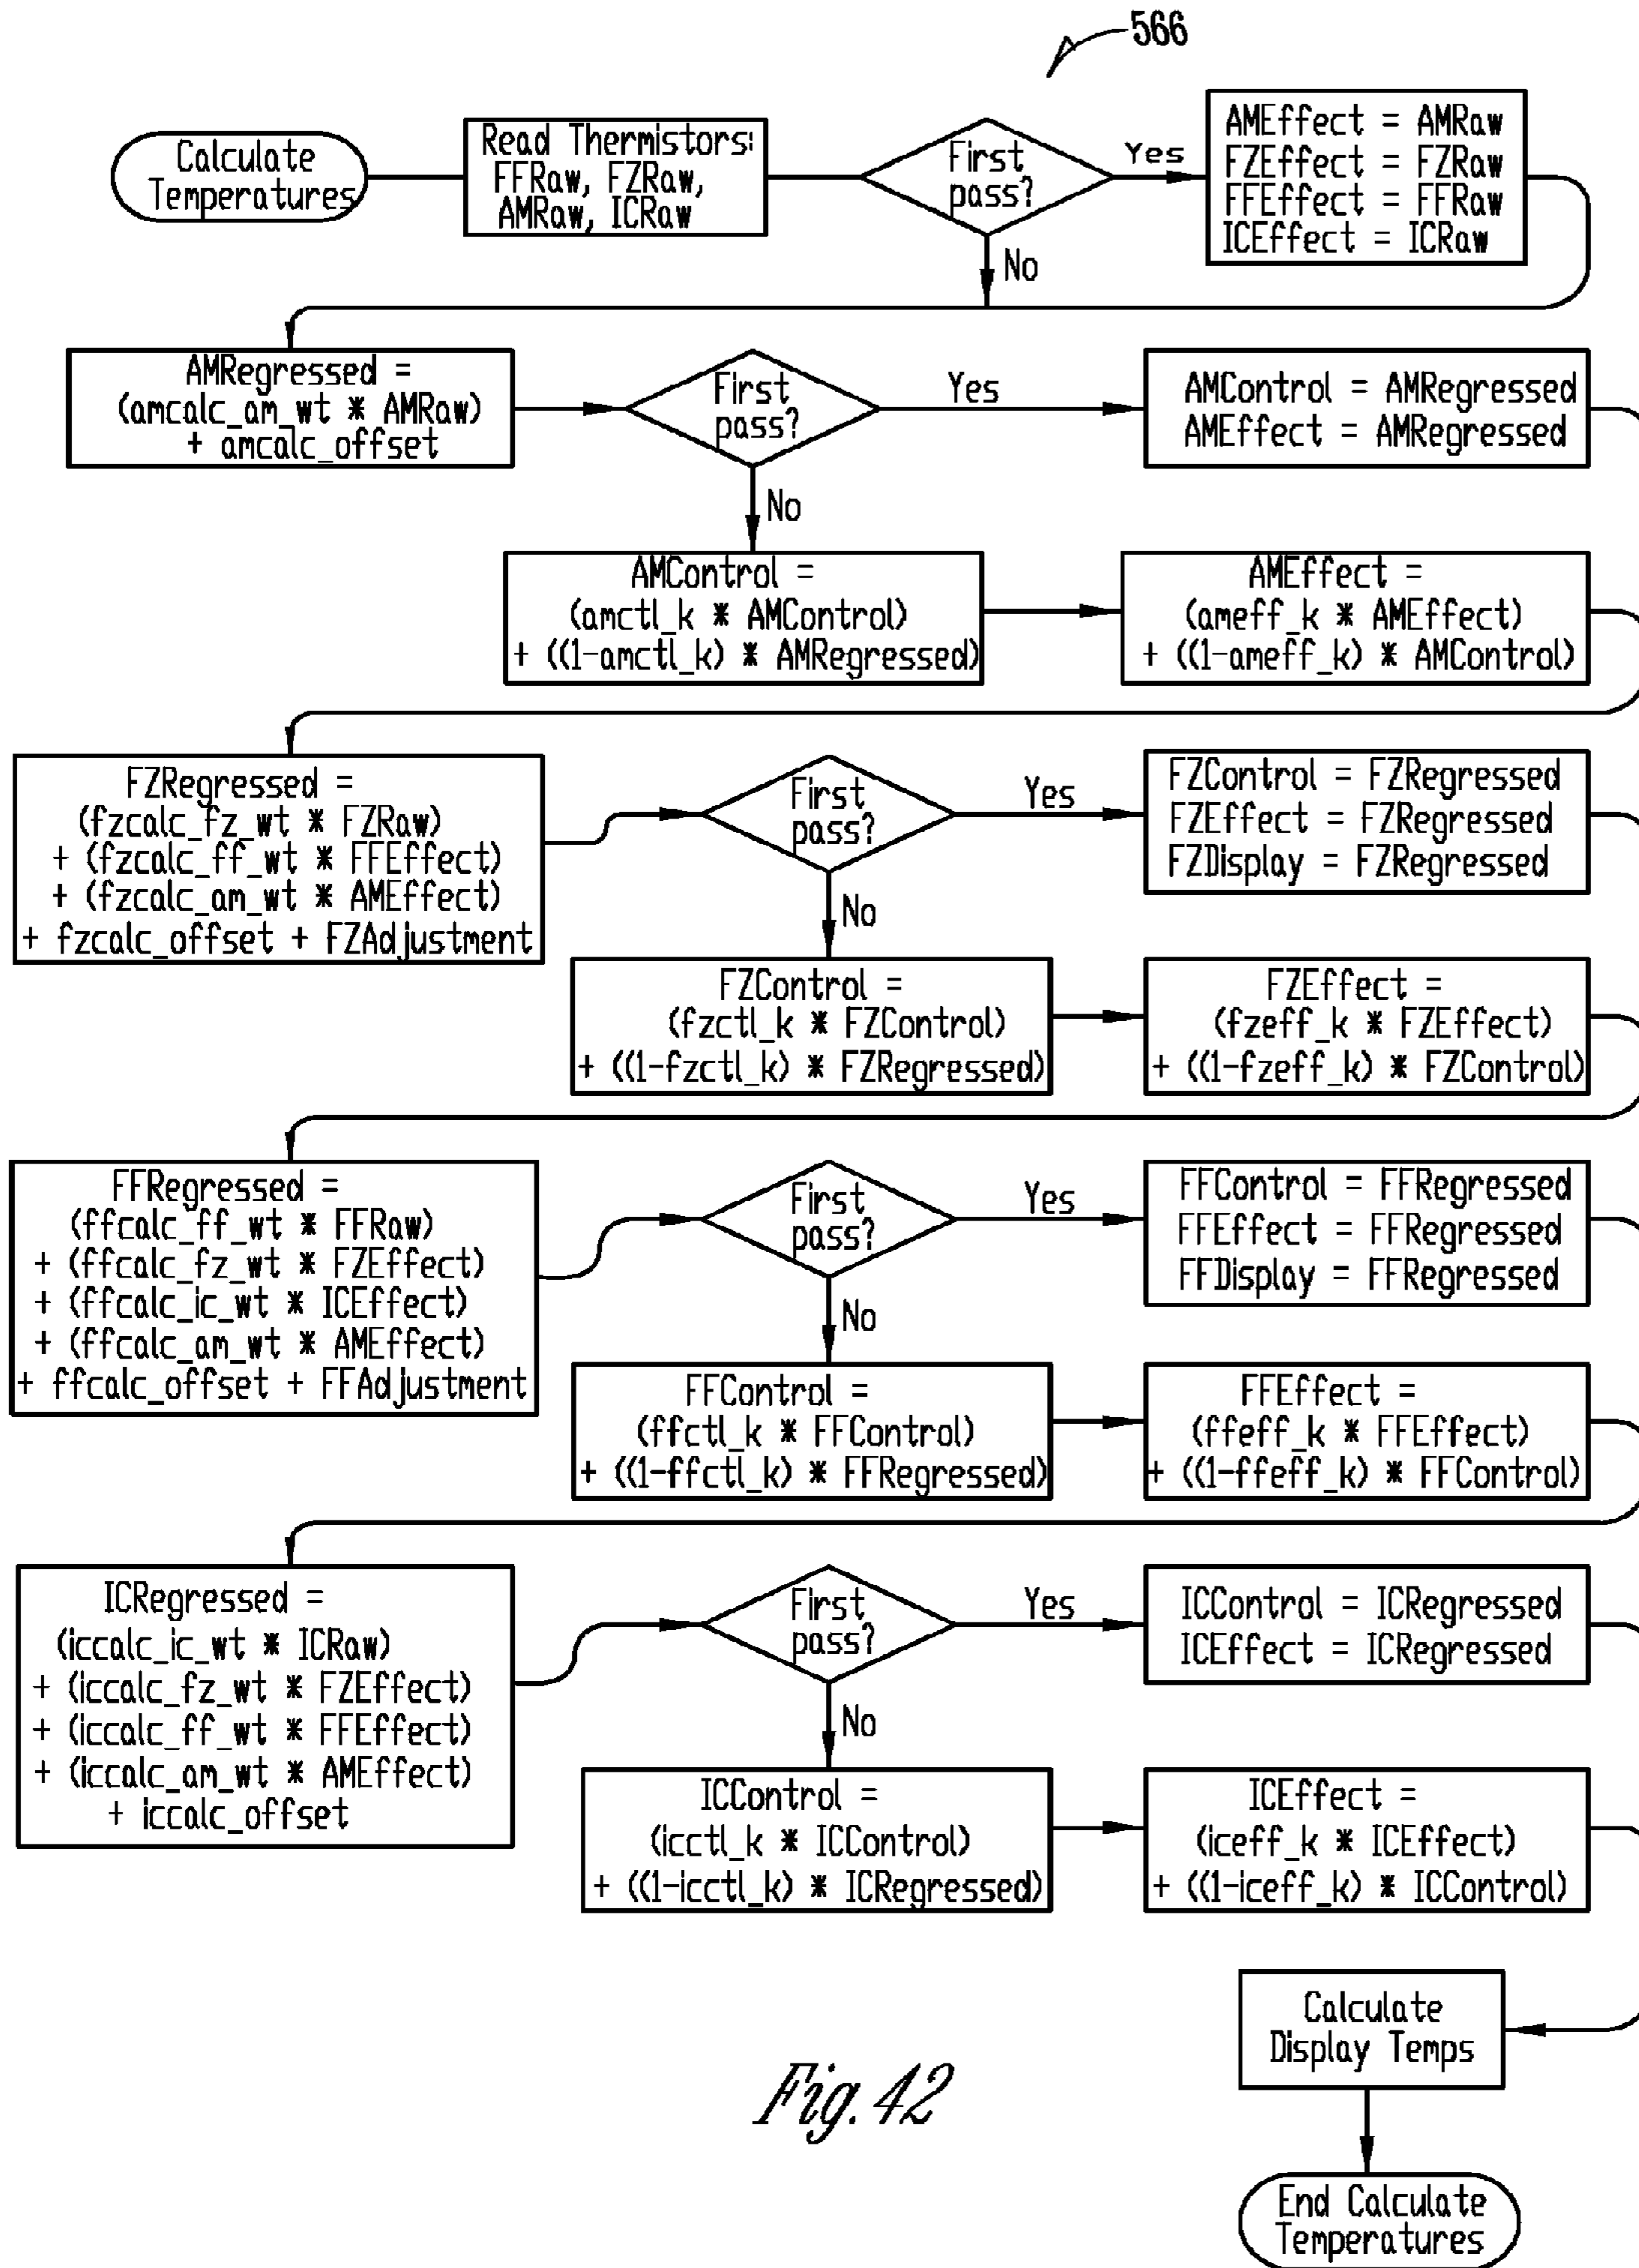 566
Calculate
Temperatures
Read Thermistors:
FFRaw, FZRaw,
AMRaw, ICRaw
First
pass?
Yes
No
AMEffect = AMRaw
FZEffect = FZRaw
FFEffect = FFRaw
ICEffect = ICRaw
AMRegressed =
(amcalc_am_wt * AMRaw)
+ amcalc_offset
First
pass?
Yes
No
AMControl = AMRegressed
AMEffect = AMRegressed
AMControl =
(amctl_k * AMControl)
+ ((1-amctl_k) * AMRegressed)
AMEffect =
(ameff_k * AMEffect)
+ ((1-ameff_k) * AMControl)
FZRegressed =
(fzcalc_fz_wt * FZRaw)
+ (fzcalc_ff_wt * FFEffect)
+ (fzcalc_am_wt * AMEffect)
+ fzcalc_offset + FZAdjustment
First
pass?
Yes
No
FZControl = FZRegressed
FZEffect = FZRegressed
FZDisplay = FZRegressed
FZControl =
(fzctl_k * FZControl)
+ ((1-fzctl_k) * FZRegressed)
FZEffect =
(fzeff_k * FZEffect)
+ ((1-fzeff_k) * FZControl)
FFRegressed =
(ffcalc_ff_wt * FFRaw)
+ (ffcalc_fz_wt * FZEffect)
+ (ffcalc_ic_wt * ICEffect)
+ (ffcalc_am_wt * AMEffect)
+ ffcalc_offset + FFAdjustment
First
pass?
Yes
No
FFControl = FFRegressed
FFEffect = FFRegressed
FFDisplay = FFRegressed
FFControl =
(ffctl_k * FFControl)
+ ((1-ffctl_k) * FFRegressed)
FFEffect =
(ffeff_k * FFEffect)
+ ((1-ffeff_k) * FFControl)
ICRegressed =
(iccalc_ic_wt * ICRaw)
+ (iccalc_fz_wt * FZEffect)
+ (iccalc_ff_wt * FFEffect)
+ (iccalc_am_wt * AMEffect)
+ iccalc_offset
First
pass?
Yes
No
ICControl = ICRegressed
ICEffect = ICRegressed
ICControl =
(icctl_k * ICControl)
+ ((1-icctl_k) * ICRegressed)
ICEffect =
(iceff_k * ICEffect)
+ ((1-iceff_k) * ICControl)
Calculate
Display Temps
End Calculate
Temperatures
Fig. 42